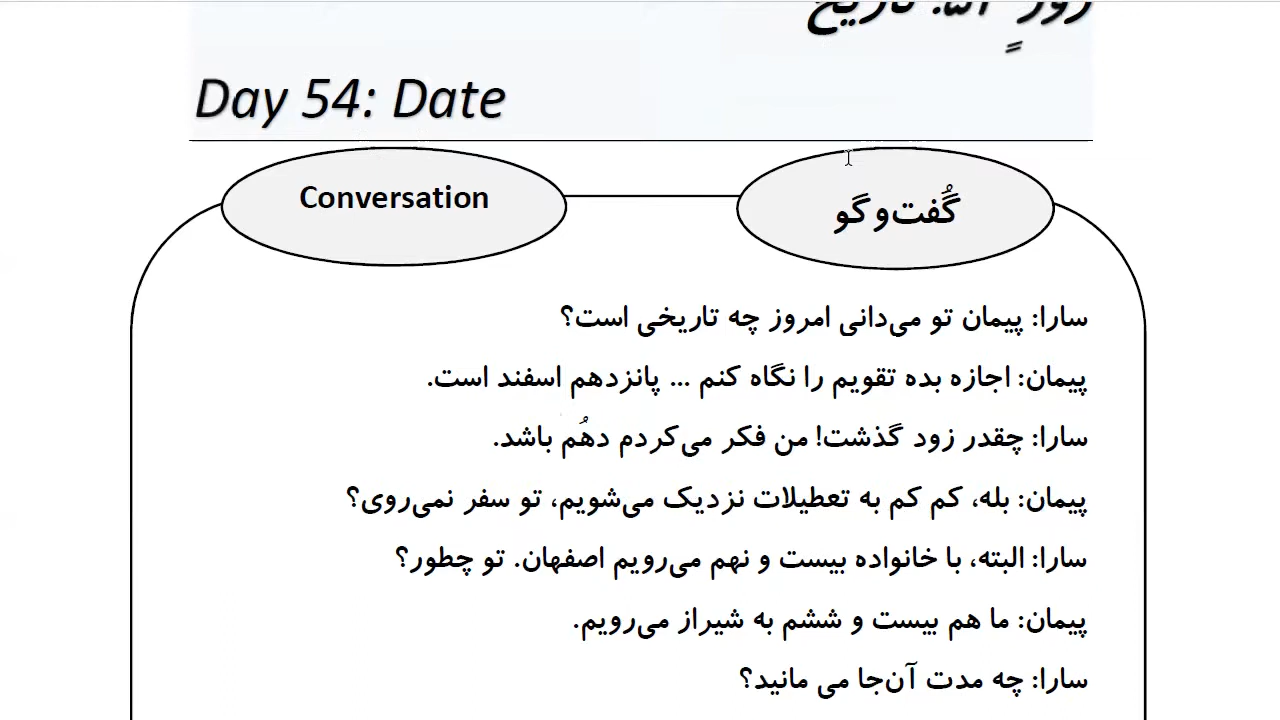 روزِ ۵۴: تاریخ
Day 54: Date
Conversation
گُفت‌وگو
سارا: پیمان تو می‌دانی امروز چه تاریخی است؟
پیمان: اجازه بده تقویم را نگاه کنم ... پانزدهم اسفند است.
سارا: چقدر زود گذشت! من فکر می‌کردم دهُم باشد.
پیمان: بله، کم کم به تعطیلات نزدیک می‌شویم، تو سفر نمی‌روی؟
سارا: البته، با خانواده بیست و نهم می‌رویم اصفهان. تو چطور؟
پیمان: ما هم بیست و ششم به شیراز می‌رویم.
سارا: چه مدت آن‌جا می مانید؟